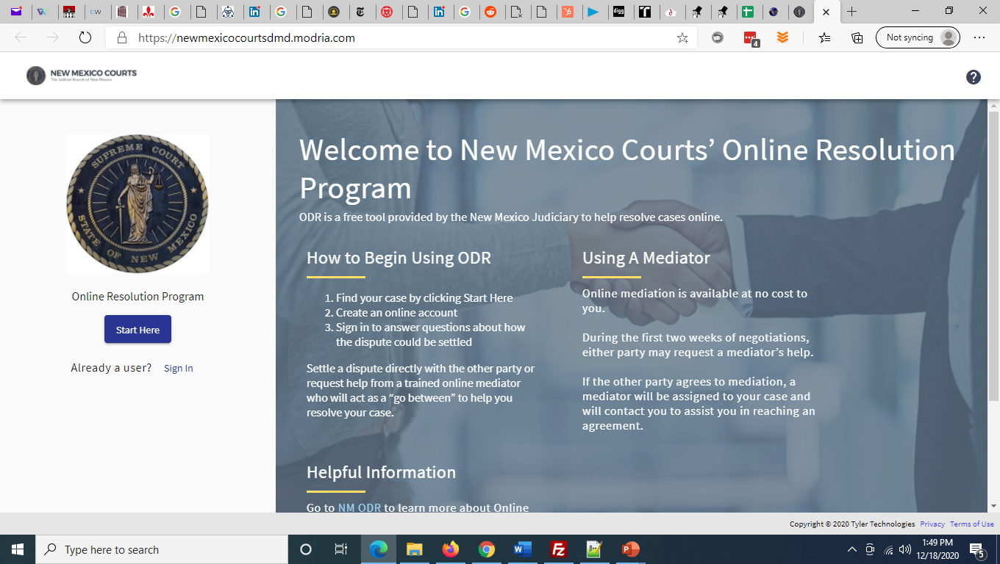 cw
digg
https://newmexicocourtsdmd.modria.com
4
Not syncing
NEW MEXICO COURTS
The Judicial Branch of New Mexico
?
SUPREME COURT
STATE OF NEW MEXICO
Online Resolution Program
Start Here
Already a user? Sign In
Welcome to New Mexico Courts’ Online Resolution
Program
ODR is a free tool provided by the New Mexico Judiciary to help resolve cases online.
How to Begin Using ODR
1. Find your case by clicking Start Here
2. Create an online account
3. Sign in to answer questions about how
the dispute could be settled
Settle a dispute directly with the other party or
request help from a trained online mediator
who will act as a “go between” to help you
resolve your case.
Using A Mediator
Online mediation is available at no cost to
you.
During the first two weeks of negotiations,
either party may request a mediator’s help.
If the other party agrees to mediation, a
mediator will be assigned to your case and
will contact you to assist you in reaching an
agreement.
Helpful Information
Go to NM ODR to learn more about Online
Copyright © 2020 Tyler Technologies Privacy Terms of Use
Type here to search
1:49 PM
12/18/2020
5